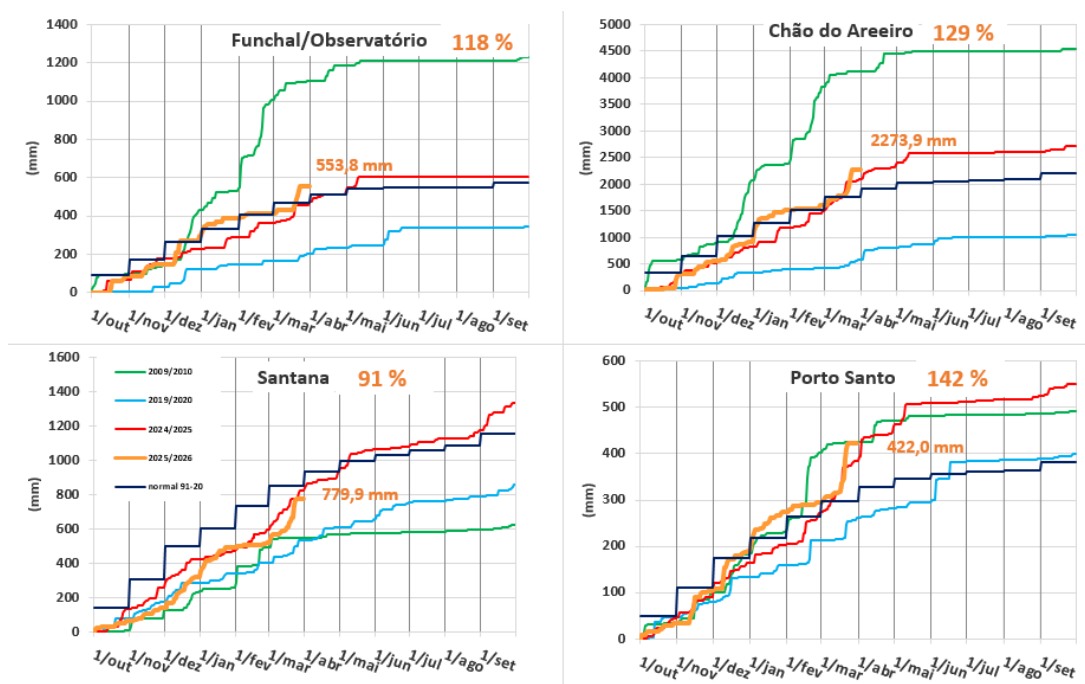 Funchal/Observatório 118 %
1400
1200
1000
800
600
400
200
0
(mm)
553,8 mm
1/out 1/nov 1/dez 1/jan 1/fev 1/mar 1/abr 1/mai 1/jun 1/jul 1/ago 1/set
Chão do Areeiro 129 %
5000
4500
4000
3500
3000
2500
2000
1500
1000
500
0
(mm)
2273,9 mm
1/out 1/nov 1/dez 1/jan 1/fev 1/mar 1/abr 1/mai 1/jun 1/jul 1/ago 1/set
Santana 91 %
1600
1400
1200
1000
800
600
400
200
0
(mm)
2009/2010
2019/2020
2024/2025
2025/2026
normal 91-20
779,9 mm
1/out 1/nov 1/dez 1/jan 1/fev 1/mar 1/abr 1/mai 1/jun 1/jul 1/ago 1/set
Porto Santo 142 %
600
500
400
300
200
100
0
(mm)
422,0 mm
1/out 1/nov 1/dez 1/jan 1/fev 1/mar 1/abr 1/mai 1/jun 1/jul 1/ago 1/set